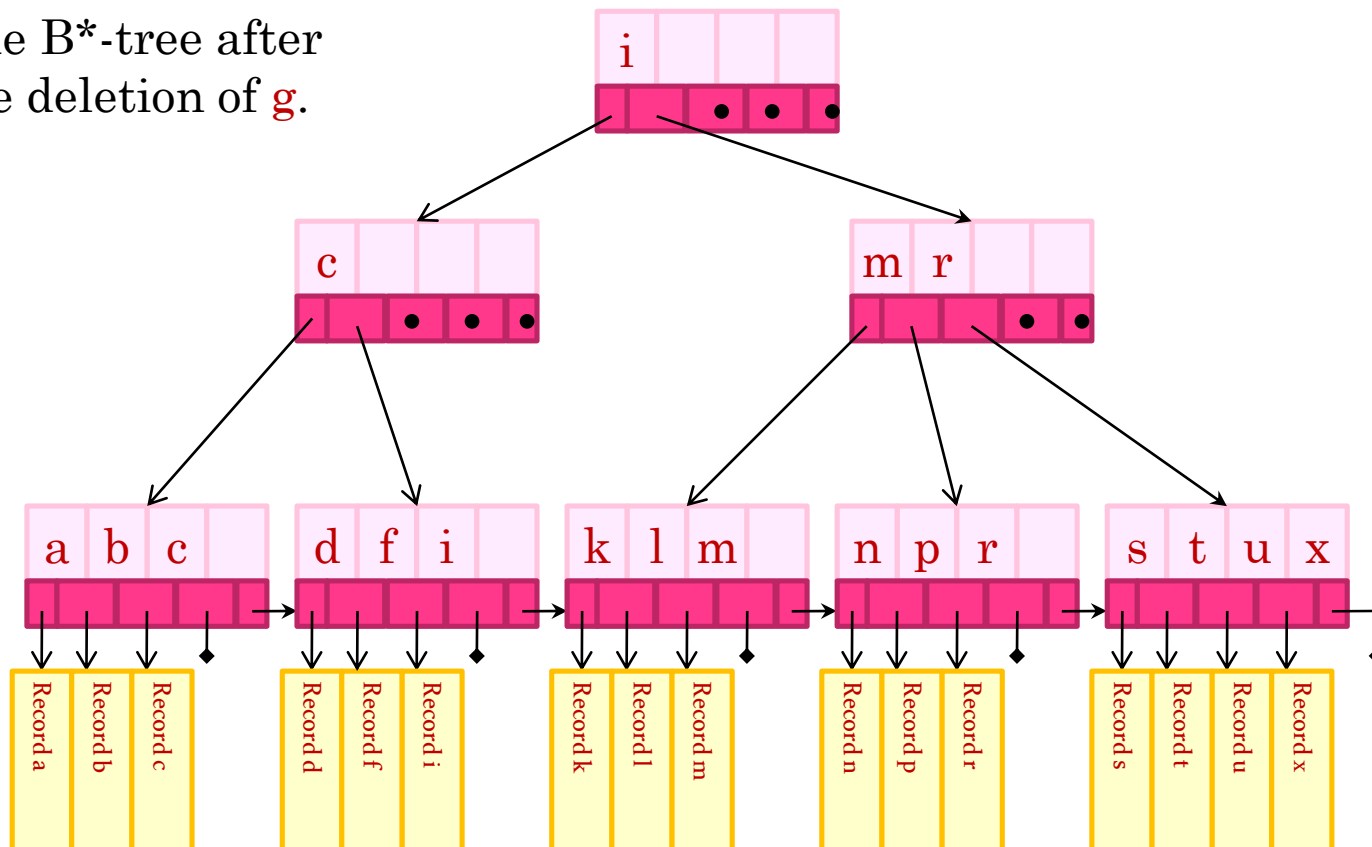 e B*-tree after
e deletion of g.
i
c
m r
a b c
d f i
k l m
n p r
s t u x
Record a
Record b
Record c
Record d
Record f
Record i
Record k
Record l
Record m
Record n
Record p
Record r
Record s
Record t
Record u
Record x